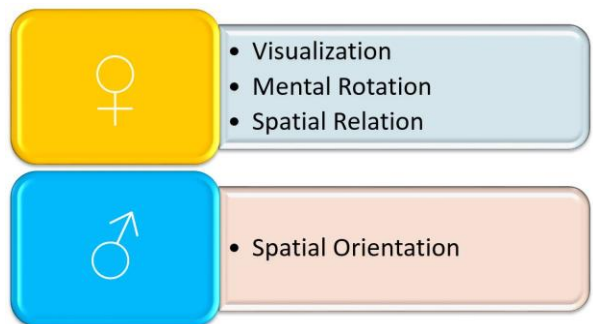 • Visualization
• Mental Rotation
• Spatial Relation
• Spatial Orientation